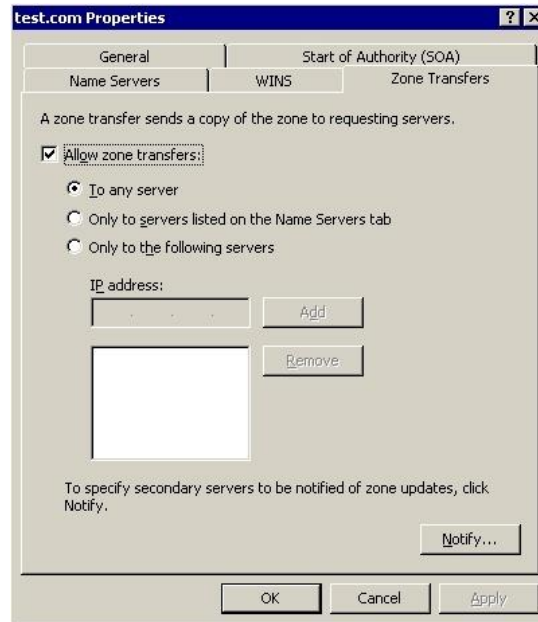 test.com Properties
General Start of Authority (SOA)
Name Servers WINS Zone Transfers
A zone transfer sends a copy of the zone to requesting servers.
Allow zone transfers:
To any server
Only to servers listed on the Name Servers tab
Only to the following servers
IP address:
Add
Remove
To specify secondary servers to be notified of zone updates, click
Notify.
Notify...
OK Cancel Apply